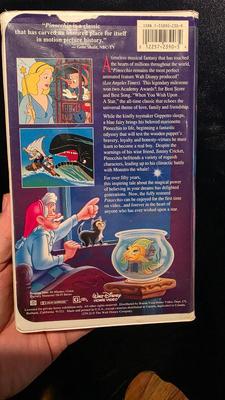 "Pinocchio is a classic
that has carved an assured place for itself
in motion picture history."
— Gene Shalit, NBC-TV
A timeless musical fantasy that has touched
the hearts of millions throughout the world,
"Pinocchio remains the most perfect
animated feature Walt Disney produced"
(Los Angeles Times). This legendary milestone
won two Academy Awards, for Best Score
and Best Song, "When You Wish Upon
A Star," the all-time classic that echoes the
universal theme of love, family and friendship.
While the kindly toymaker Geppetto sleeps,
a blue fairy brings his beloved marionette
Pinocchio to life, beginning a fantastic
odyssey that will test the wooden puppet's
bravery, loyalty and honesty-virtues he must
learn to become a real boy. Despite the
warnings of his wise friend, Jiminy Cricket,
Pinocchio befriends a variety of roguish
characters, leading up to his climactic battle
with Monstro the whale!
For over fifty years,
this inspiring tale about the magical power
of believing in your dreams has delighted
generations. Now, the fully restored
Pinocchio can be enjoyed for the first
time on video, and forever in the heart of
anyone who has ever wished upon a star.
WALT DISNEY
HOME VIDEO